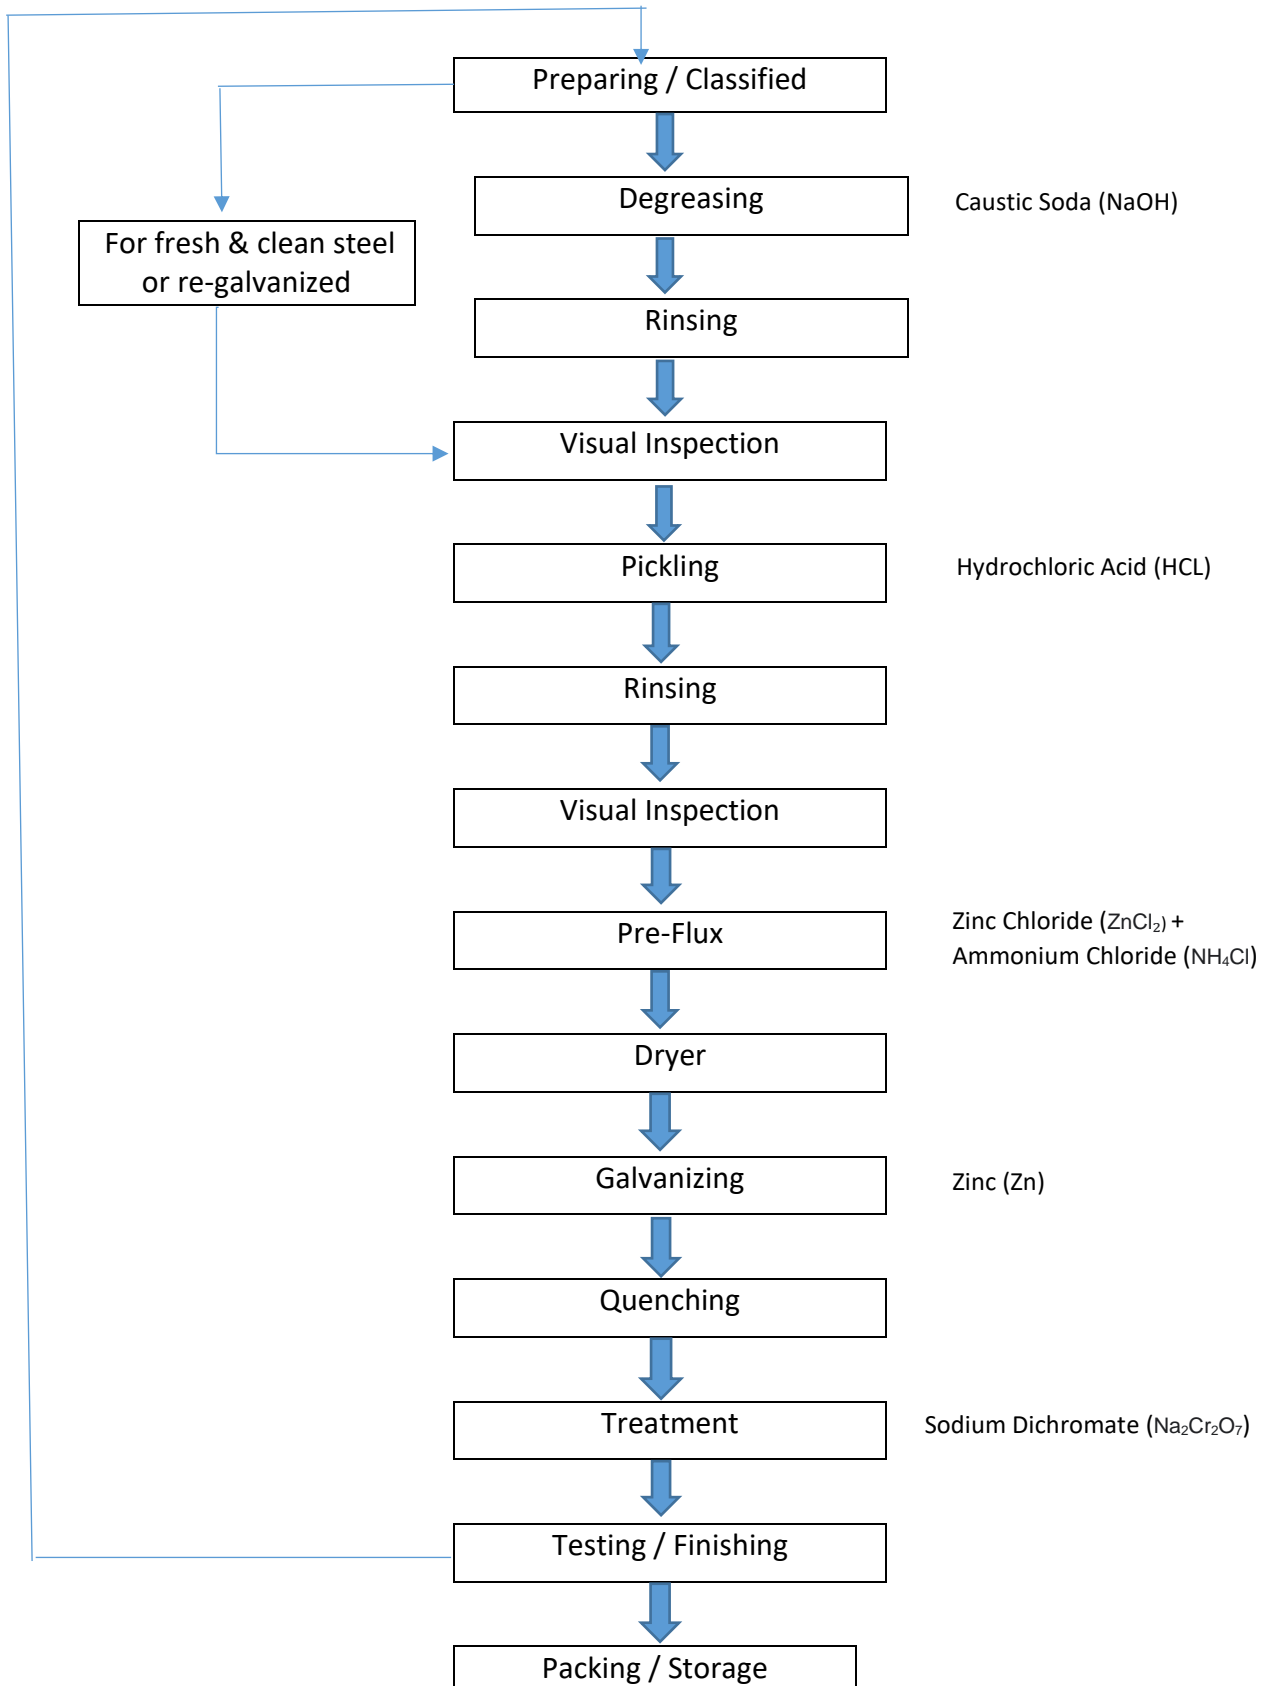 Preparing / Classified
Degreasing
Caustic Soda (NaOH)
For fresh & clean steel
or re-galvanized
Rinsing
Visual Inspection
Pickling
Hydrochloric Acid (HCL)
Rinsing
Visual Inspection
Pre-Flux
Zinc Chloride (ZnCl₂) +
Ammonium Chloride (NH₄Cl)
Dryer
Galvanizing
Zinc (Zn)
Quenching
Treatment
Sodium Dichromate (Na₂Cr₂O₇)
Testing / Finishing
Packing / Storage